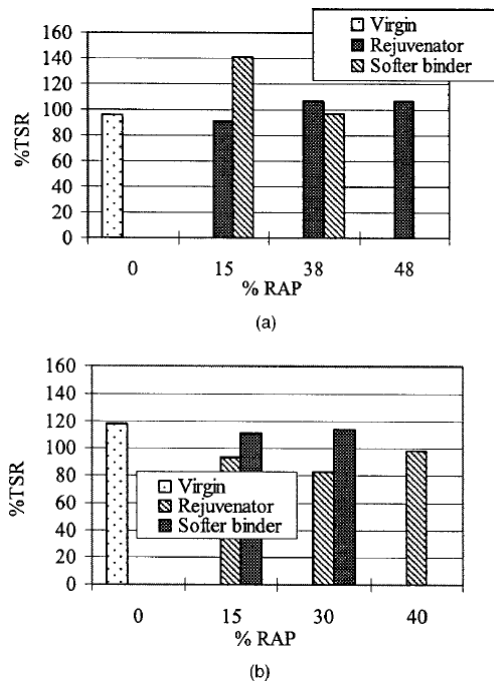 Virgin
Rejuvenator
Softer binder
160
140
120
100
80
60
40
20
0
%TSR
0 15 38 48
% RAP
(a)
160
140
120
100
80
60
40
20
0
%TSR
Virgin
Rejuvenator
Softer binder
0 15 30 40
% RAP
(b)